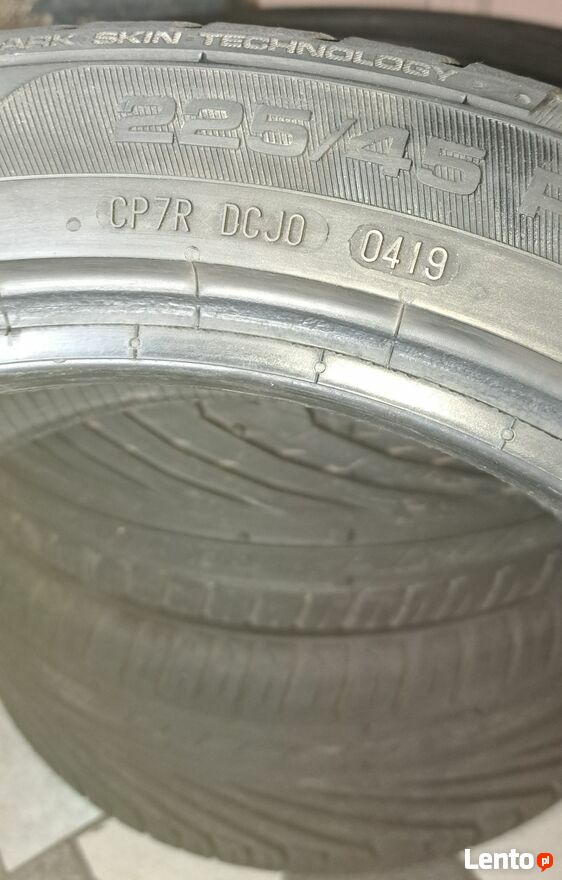 SKIN TECHNOLOGY
225/45
CP7R DCJ0 0419
Lento.pl